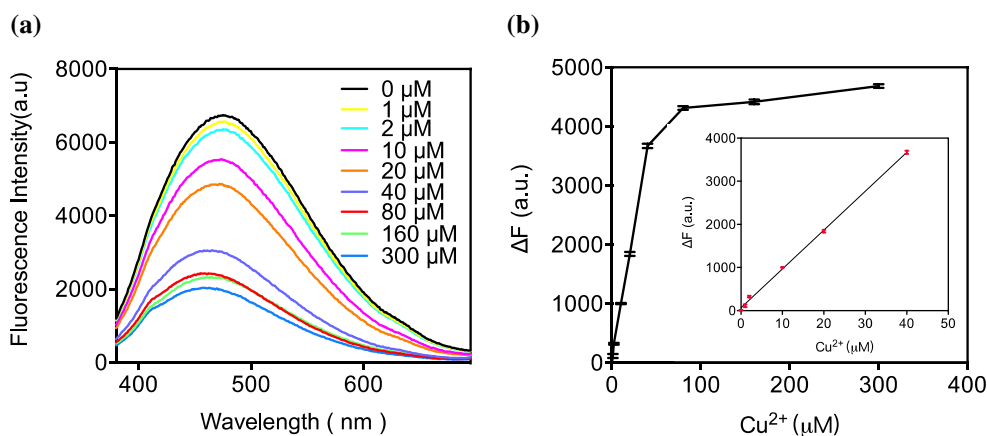 (a)
Fluorescence Intensity(a.u)
8000
6000
4000
2000
0
400
500
600
Wavelength ( nm )
0 µM
1 µM
2 µM
10 µM
20 µM
40 µM
80 µM
160 µM
300 µM
(b)
ΔF (a.u.)
5000
4000
3000
2000
1000
0
0
100
200
300
400
Cu²⁺ (µM)
ΔF (a.u.)
4000
3000
2000
1000
0
0
10
20
30
40
50
Cu²⁺ (µM)